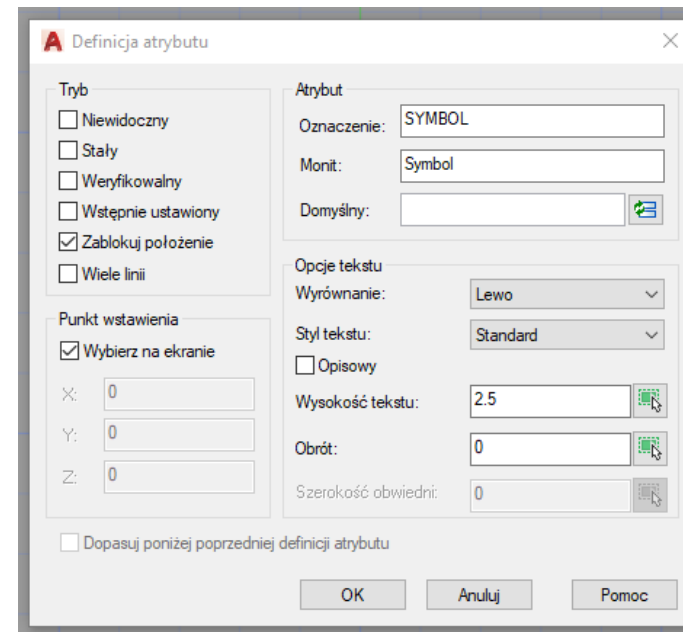 Definicja atrybutu
Tryb
Niewidoczny
Stały
Weryfikowalny
Wstępnie ustawiony
Zablokuj położenie
Wiele linii
Punkt wstawienia
Wybierz na ekranie
X: 0
Y: 0
Z: 0
Atrybut
Oznaczenie: SYMBOL
Monit: Symbol
Domyślny:
Opcje tekstu
Wyrównanie: Lewo
Styl tekstu: Standard
Opisowy
Wysokość tekstu: 2.5
Obrót: 0
Szerokość obwiedni: 0
Dopasuj poniżej poprzedniej definicji atrybutu
OK Anuluj Pomoc